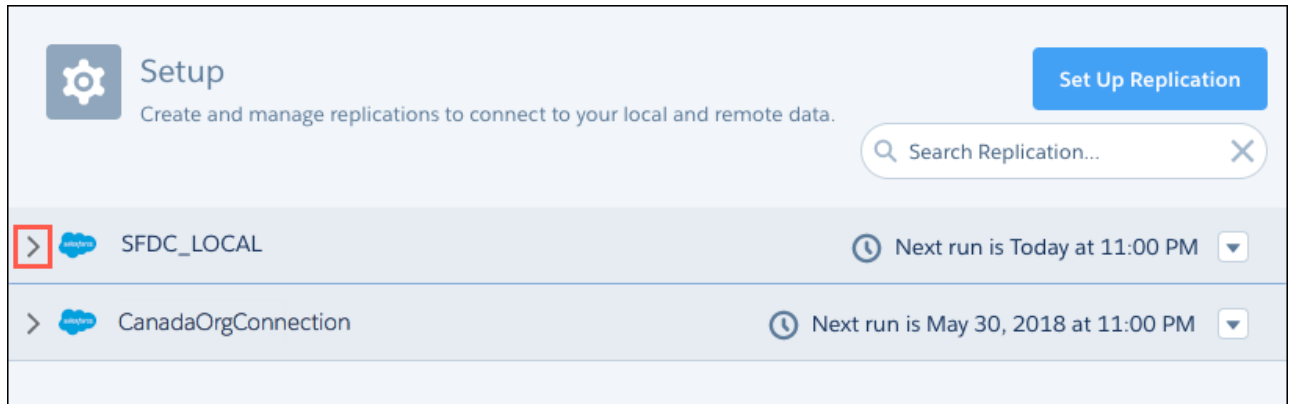 Setup
Set Up Replication
Create and manage replications to connect to your local and remote data.
Search Replication...
SFDC_LOCAL
Next run is Today at 11:00 PM
CanadaOrgConnection
Next run is May 30, 2018 at 11:00 PM